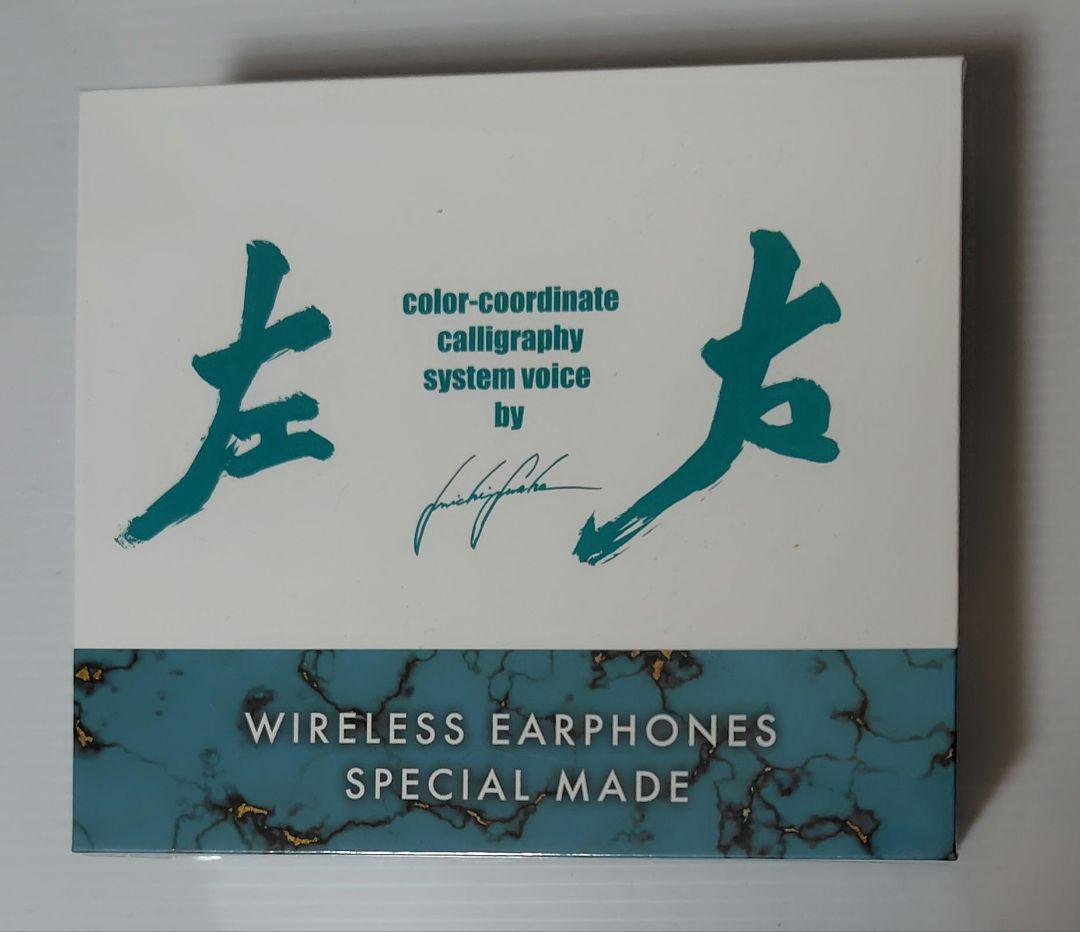 左
color-coordinate
calligraphy
system voice
by
右
WIRELESS EARPHONES
SPECIAL MADE